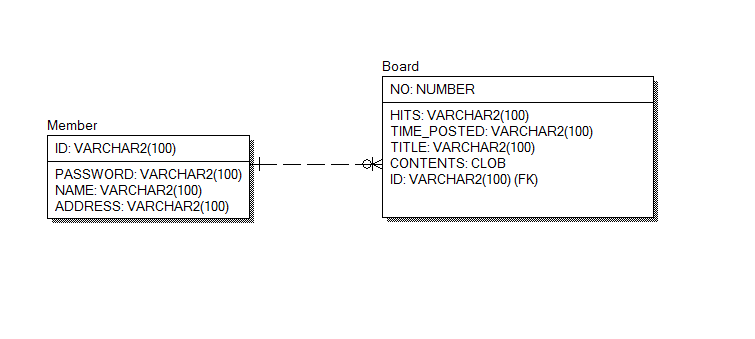 Member
ID: VARCHAR2(100)
PASSWORD: VARCHAR2(100)
NAME: VARCHAR2(100)
ADDRESS: VARCHAR2(100)
Board
NO: NUMBER
HITS: VARCHAR2(100)
TIME_POSTED: VARCHAR2(100)
TITLE: VARCHAR2(100)
CONTENTS: CLOB
ID: VARCHAR2(100) (FK)